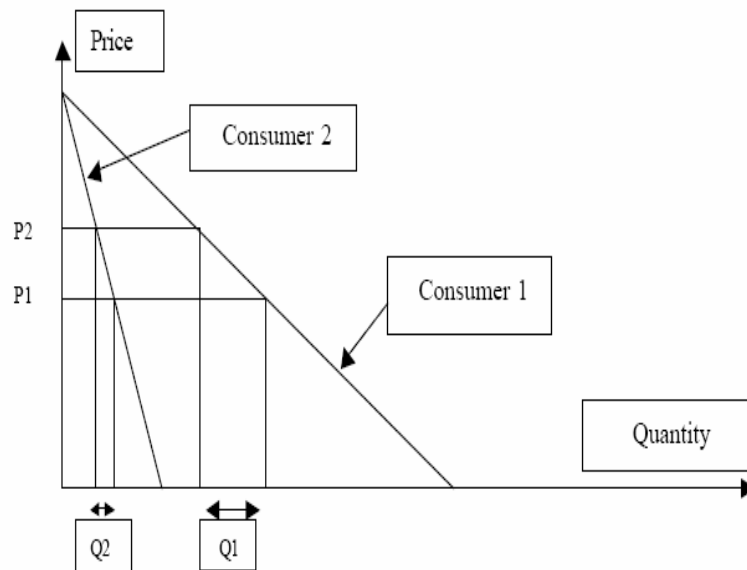 Price
Consumer 2
P2
Consumer 1
P1
Quantity
Q2
Q1